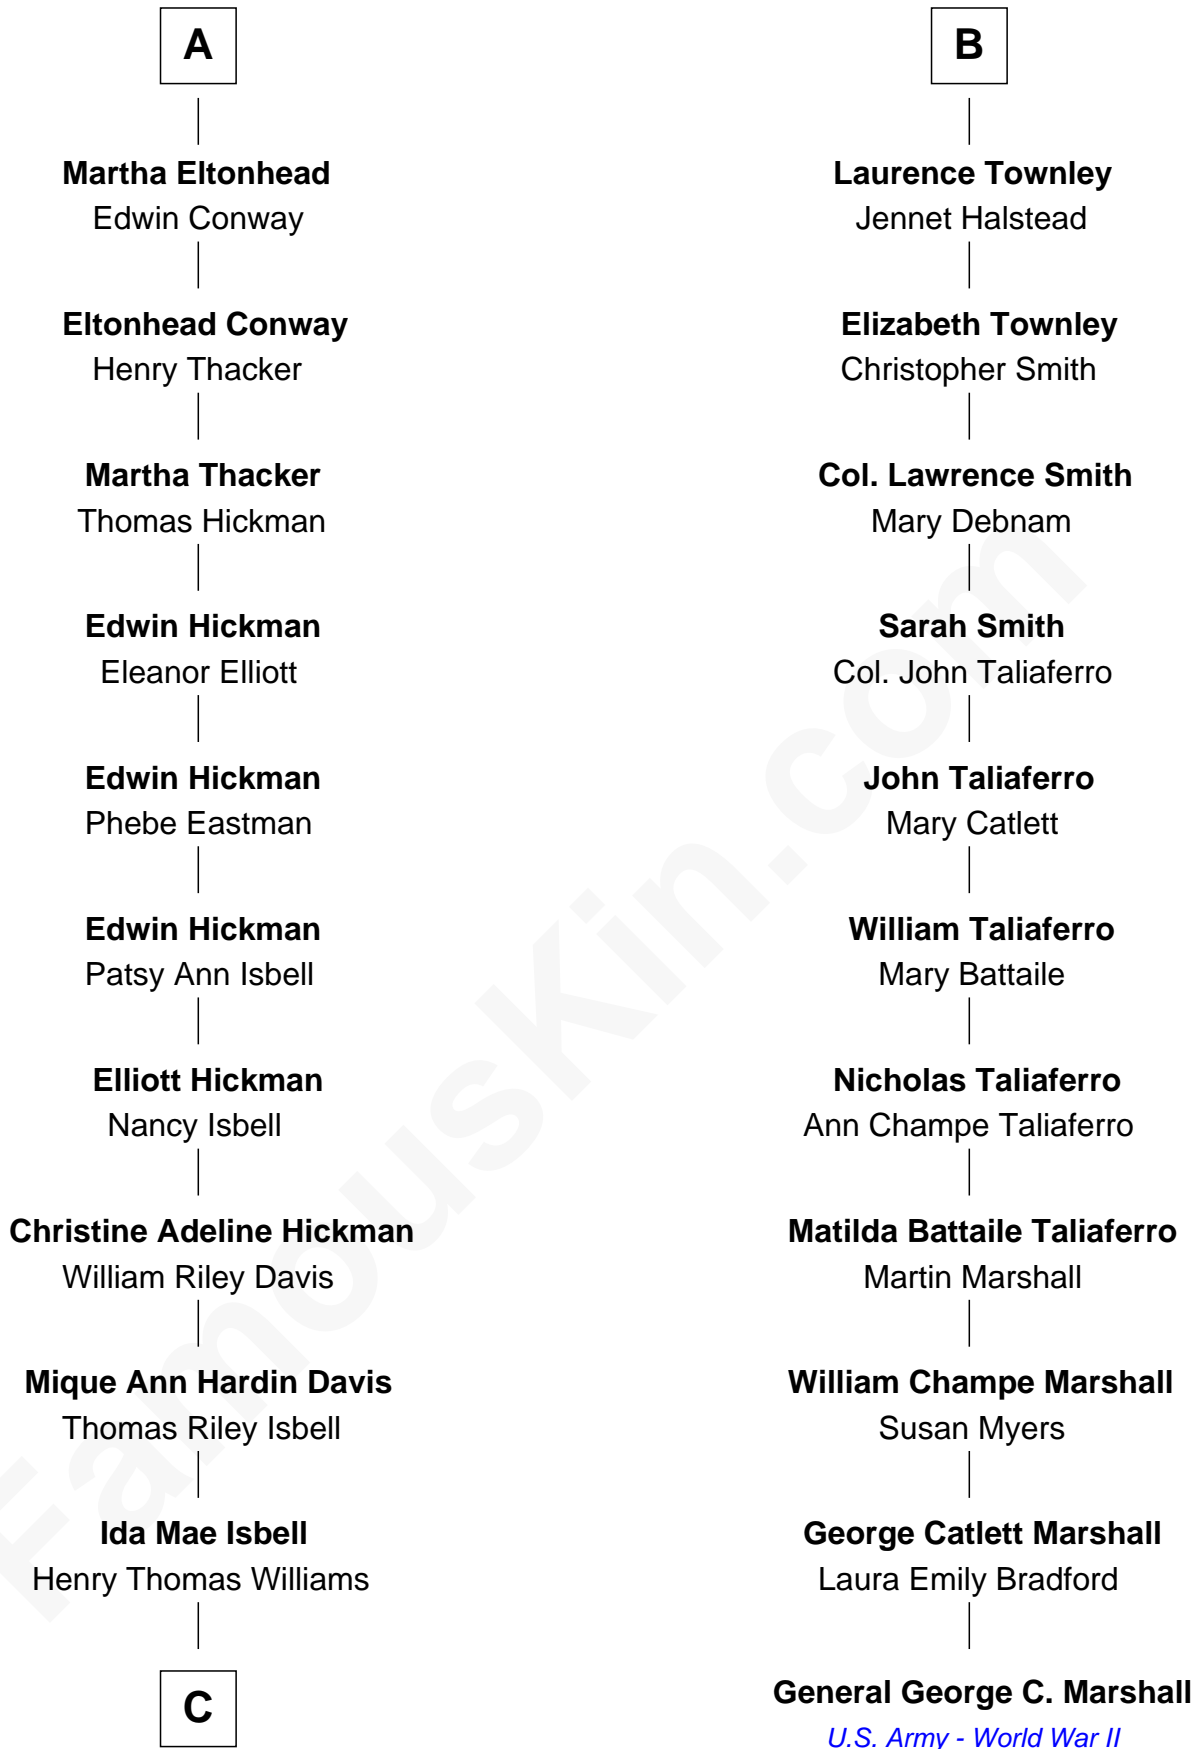 A
Martha Eltonhead
Edwin Conway
Eltonhead Conway
Henry Thacker
Martha Thacker
Thomas Hickman
Edwin Hickman
Eleanor Elliott
Edwin Hickman
Phebe Eastman
Edwin Hickman
Patsy Ann Isbell
Elliott Hickman
Nancy Isbell
Christine Adeline Hickman
William Riley Davis
Mique Ann Hardin Davis
Thomas Riley Isbell
Ida Mae Isbell
Henry Thomas Williams
C
B
Laurence Townley
Jennet Halstead
Elizabeth Townley
Christopher Smith
Col. Lawrence Smith
Mary Debnam
Sarah Smith
Col. John Taliaferro
John Taliaferro
Mary Catlett
William Taliaferro
Mary Battaile
Nicholas Taliaferro
Ann Champe Taliaferro
Matilda Battaile Taliaferro
Martin Marshall
William Champe Marshall
Susan Myers
George Catlett Marshall
Laura Emily Bradford
General George C. Marshall
U.S. Army - World War II
FamousKin.com